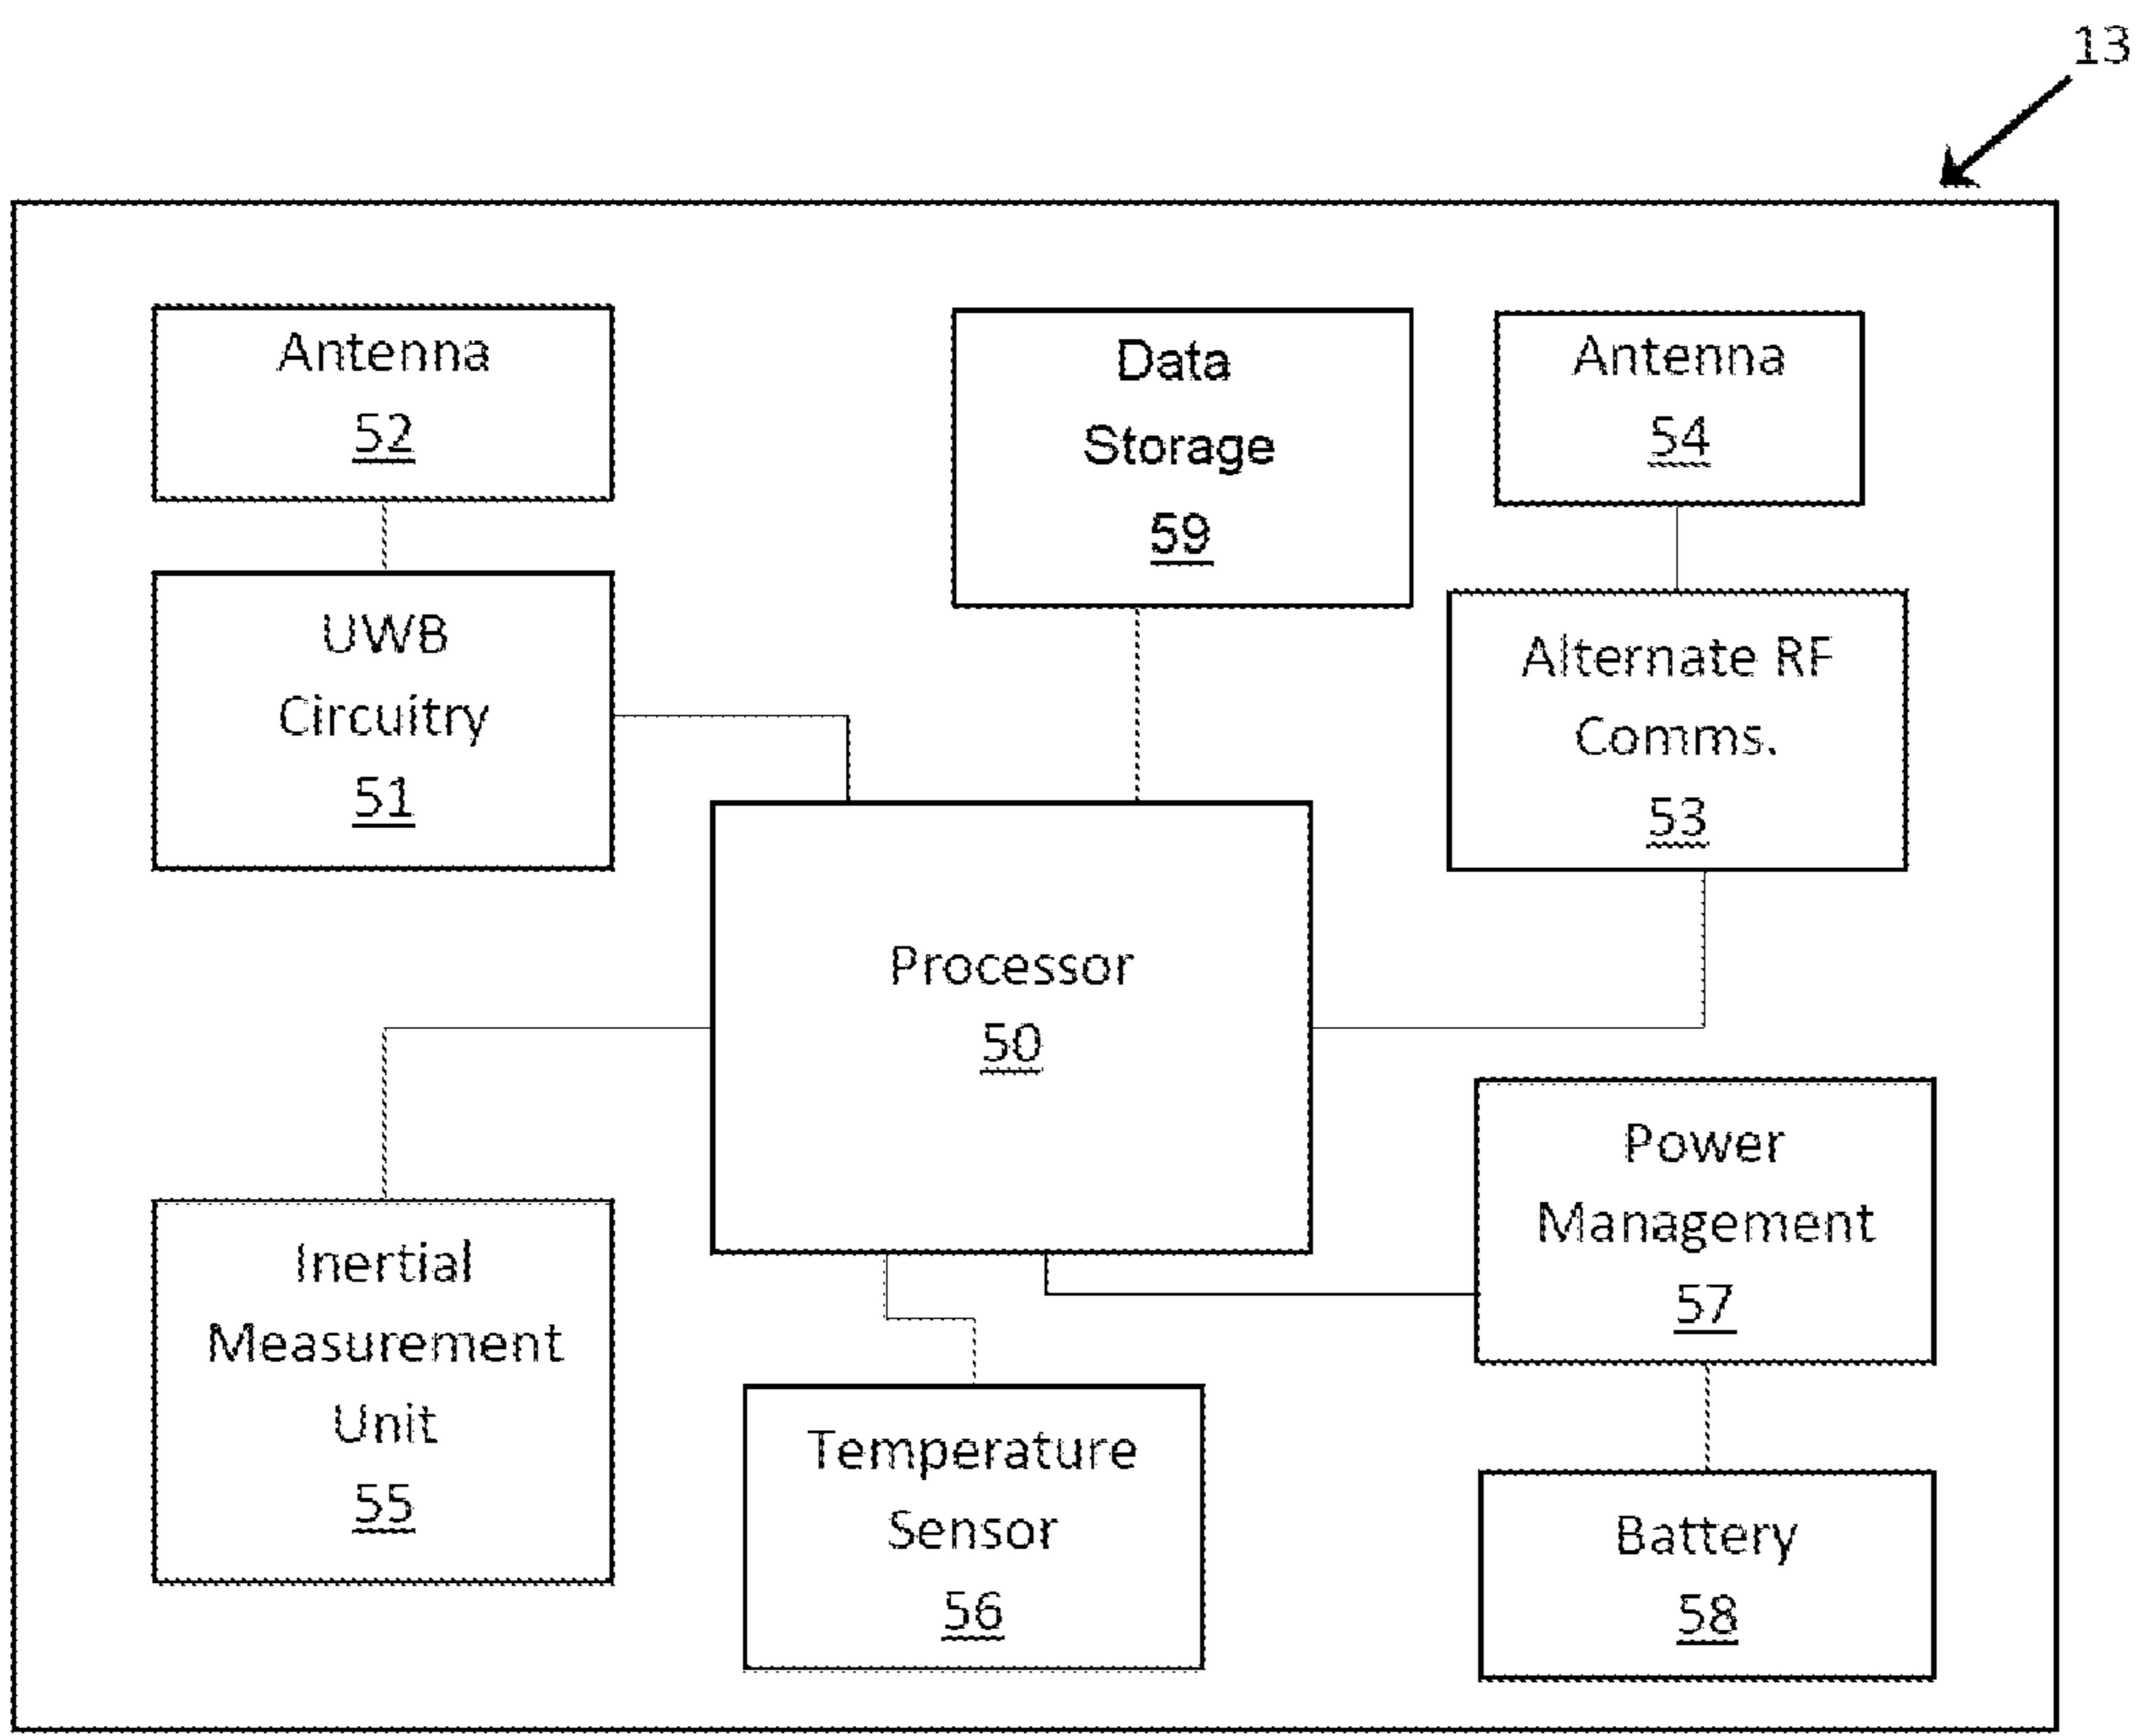 13
Antenna
52
Data
Storage
59
Antenna
54
UWB
Circuitry
51
Alternate RF
Comms.
53
Processor
50
Power
Management
57
Inertial
Measurement
Unit
55
Temperature
Sensor
56
Battery
58